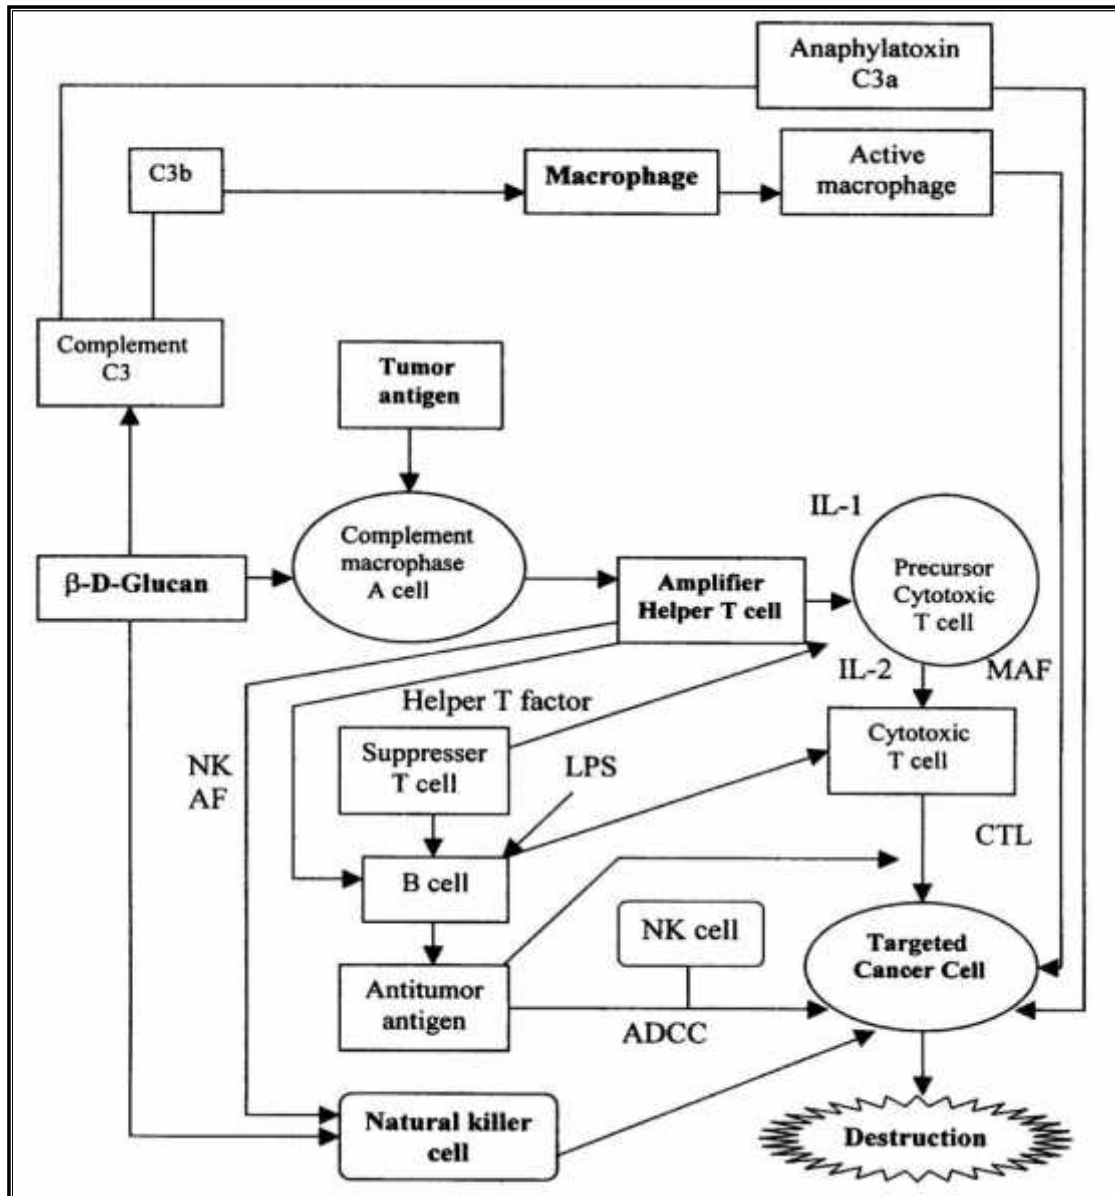 Anaphylatoxin
C3a
C3b
Macrophage
Active
macrophage
Complement
C3
Tumor
antigen
Complement
macrophase
A cell
β-D-Glucan
Amplifier
Helper T cell
IL-1
Precursor
Cytotoxic
T cell
IL-2
MAF
Helper T factor
Suppresser
T cell
LPS
Cytotoxic
T cell
NK
AF
CTL
B cell
NK cell
Targeted
Cancer Cell
Antitumor
antigen
ADCC
Natural killer
cell
Destruction